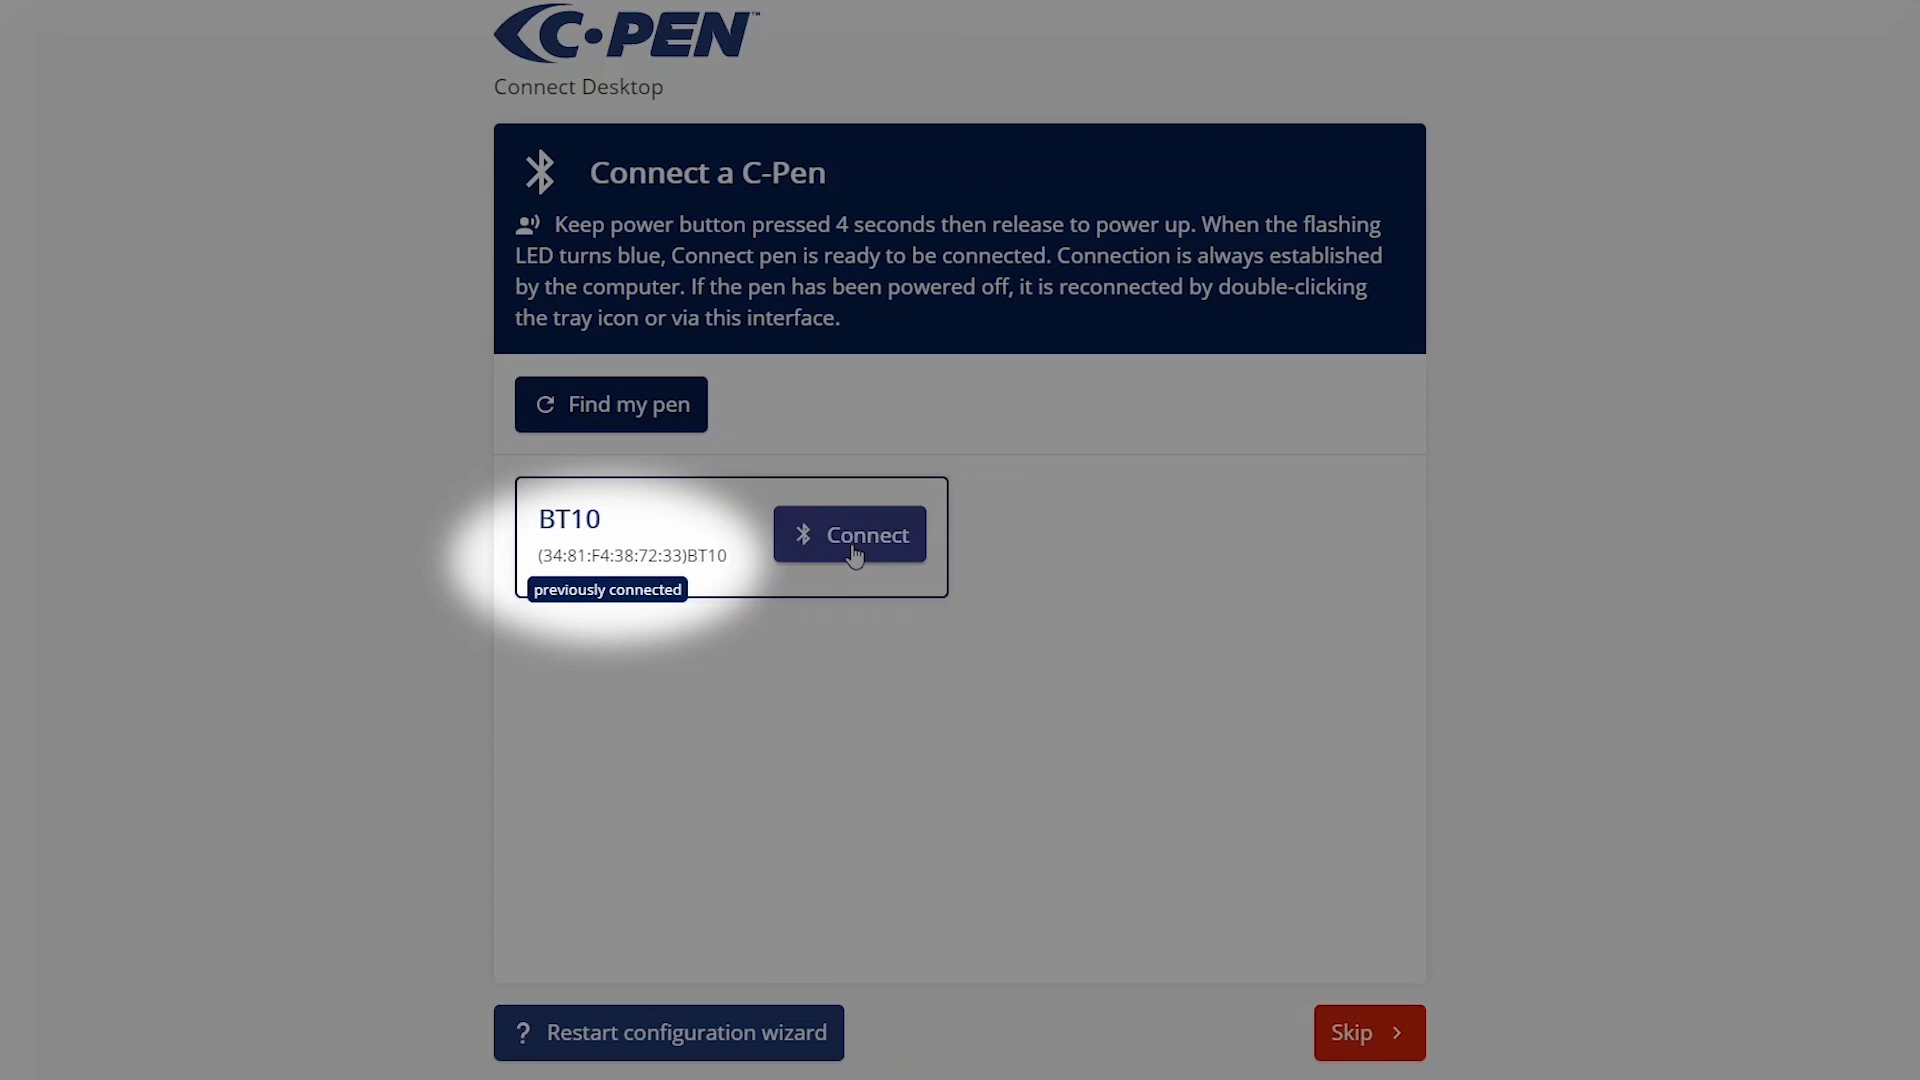 C•PEN™
Connect Desktop
Connect a C-Pen
Keep power button pressed 4 seconds then release to power up. When the flashing
LED turns blue, Connect pen is ready to be connected. Connection is always established
by the computer. If the pen has been powered off, it is reconnected by double-clicking
the tray icon or via this interface.
Find my pen
BT10
(34:81:F4:38:72:33)BT10
previously connected
Connect
? Restart configuration wizard
Skip